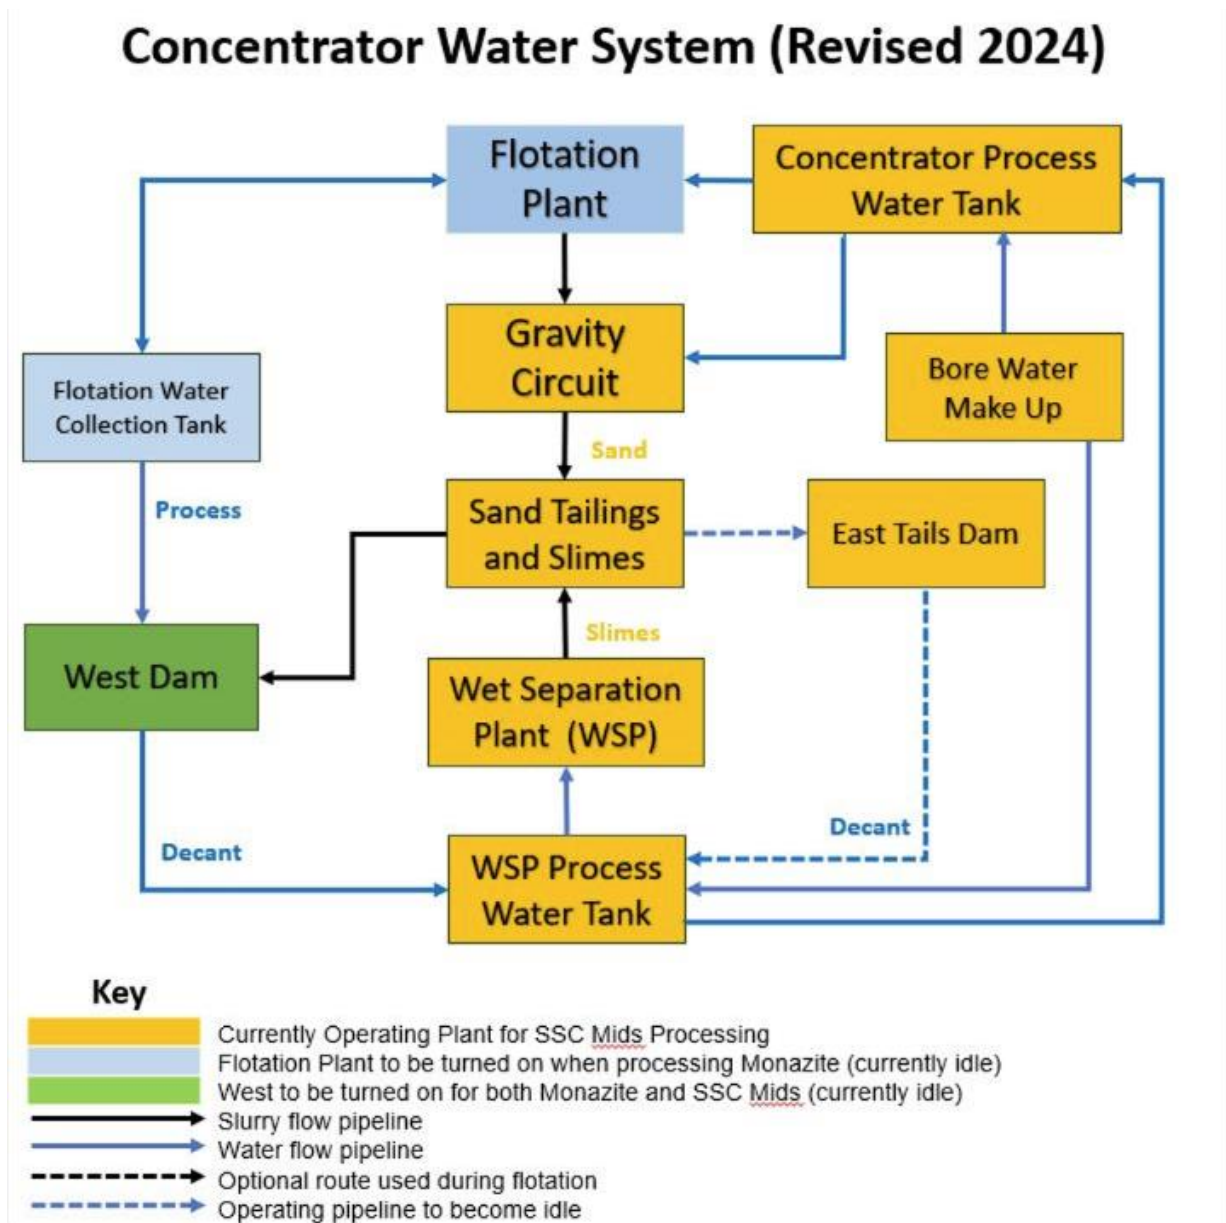 Concentrator Water System (Revised 2024)
Flotation
Plant
Concentrator Process
Water Tank
Gravity
Circuit
Bore Water
Make Up
Flotation Water
Collection Tank
Sand
Process
Sand Tailings
and Slimes
East Tails Dam
Slimes
West Dam
Wet Separation
Plant (WSP)
Decant
Decant
WSP Process
Water Tank
Key
Currently Operating Plant for SSC Mids Processing
Flotation Plant to be turned on when processing Monazite (currently idle)
West to be turned on for both Monazite and SSC Mids (currently idle)
Slurry flow pipeline
Water flow pipeline
Optional route used during flotation
Operating pipeline to become idle